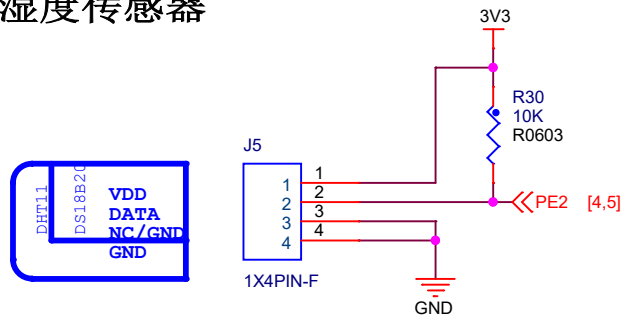 湿度传感器
3V3
R30
10K
R0603
J5
1 1
2 2
3 3
4 4
PE2 [4,5]
1X4PIN-F
GND
DHT11
DS18B20
VDD
DATA
NC/GND
GND